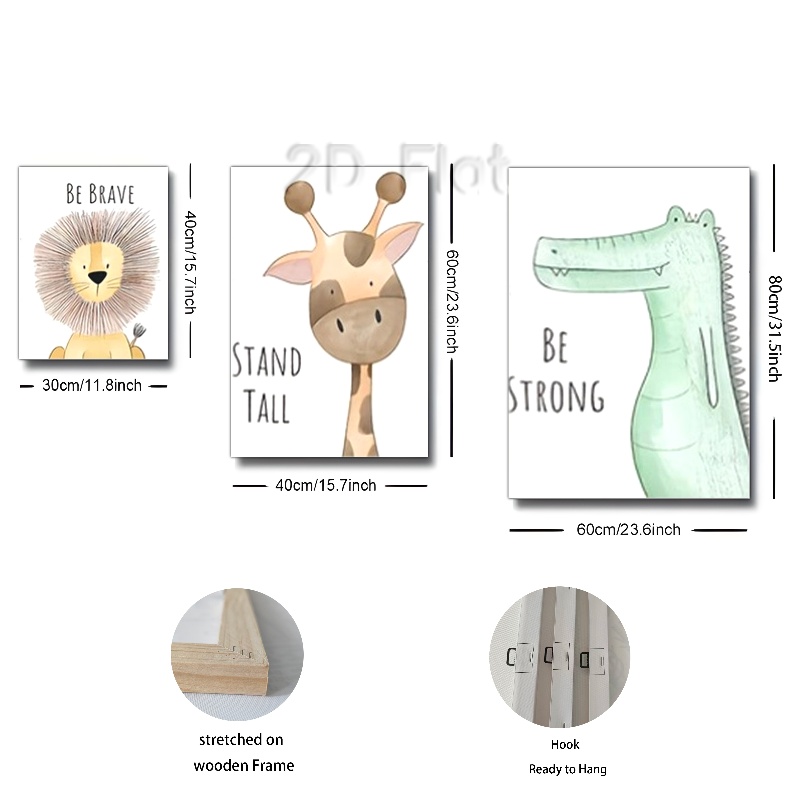 2D Flat
BE BRAVE
40cm/15.7inch
30cm/11.8inch
STAND
TALL
60cm/23.6inch
40cm/15.7inch
BE
STRONG
80cm/31.5inch
60cm/23.6inch
stretched on
wooden Frame
Hook
Ready to Hang